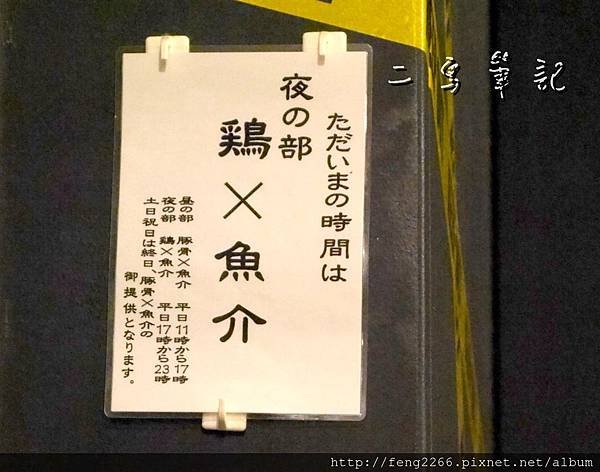 ただいまの時間は
夜の部
鶏×魚介
昼の部 豚骨×魚介 平日11時から17時
夜の部 鶏×魚介 平日17時から23時
土日祝日は終日、豚骨×魚介の
御提供となります。
二鳥筆記
http://feng2266.pixnet.net/album